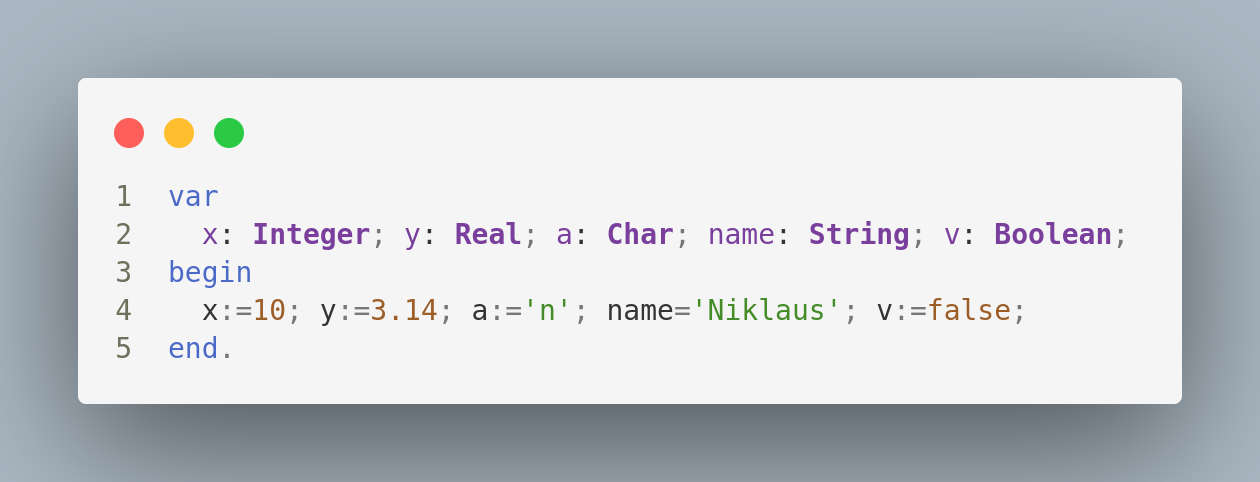 1 var
2   x: Integer; y: Real; a: Char; name: String; v: Boolean;
3 begin
4   x:=10; y:=3.14; a:='n'; name='Niklaus'; v:=false;
5 end.